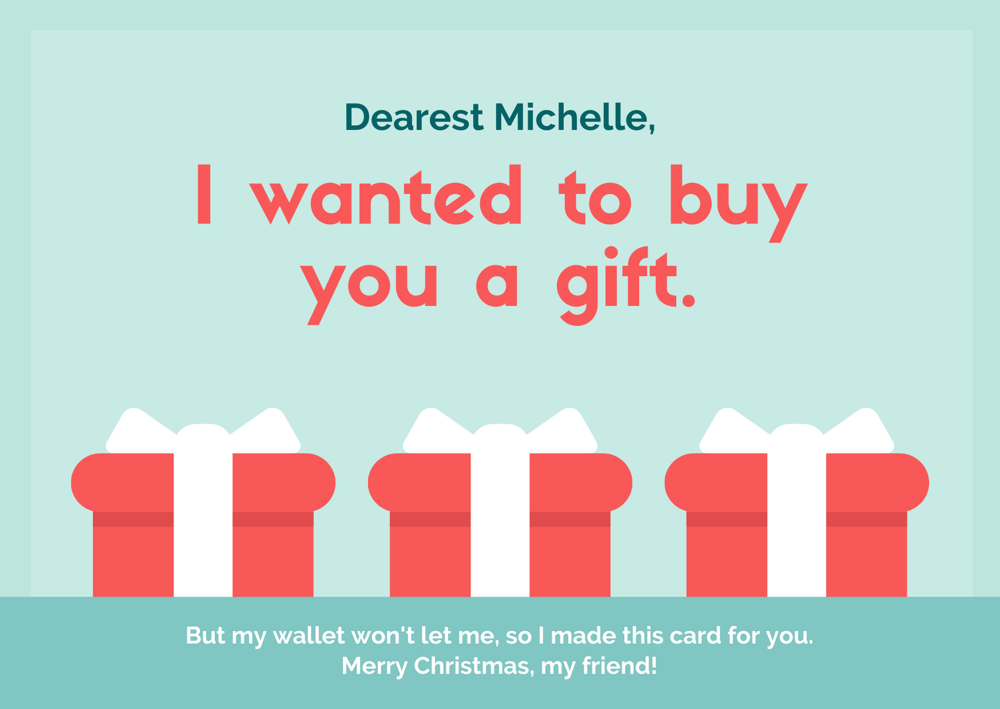 Dearest Michelle,
I wanted to buy
you a gift.
But my wallet won't let me, so I made this card for you.
Merry Christmas, my friend!